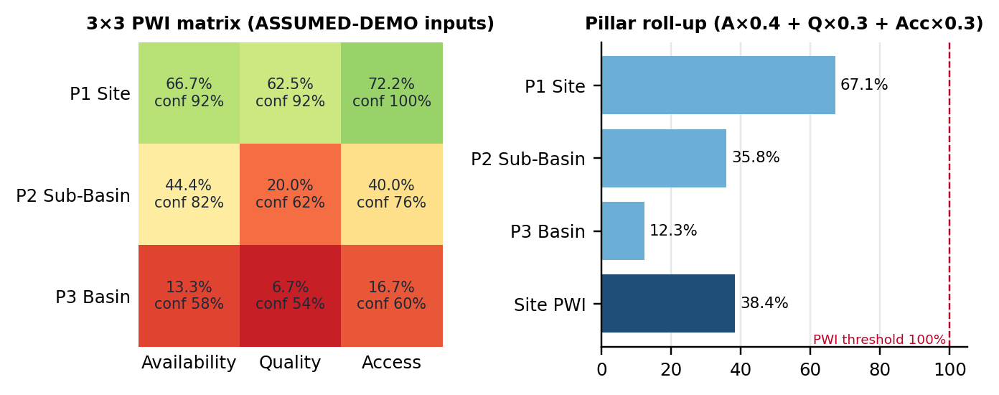 3×3 PWI matrix (ASSUMED-DEMO inputs)
P1 Site
66.7%
conf 92%
62.5%
conf 92%
72.2%
conf 100%
P2 Sub-Basin
44.4%
conf 82%
20.0%
conf 62%
40.0%
conf 76%
P3 Basin
13.3%
conf 58%
6.7%
conf 54%
16.7%
conf 60%
Availability
Quality
Access
Pillar roll-up (A×0.4 + Q×0.3 + Acc×0.3)
P1 Site
67.1%
P2 Sub-Basin
35.8%
P3 Basin
12.3%
Site PWI
38.4%
PWI threshold 100%
0
20
40
60
80
100